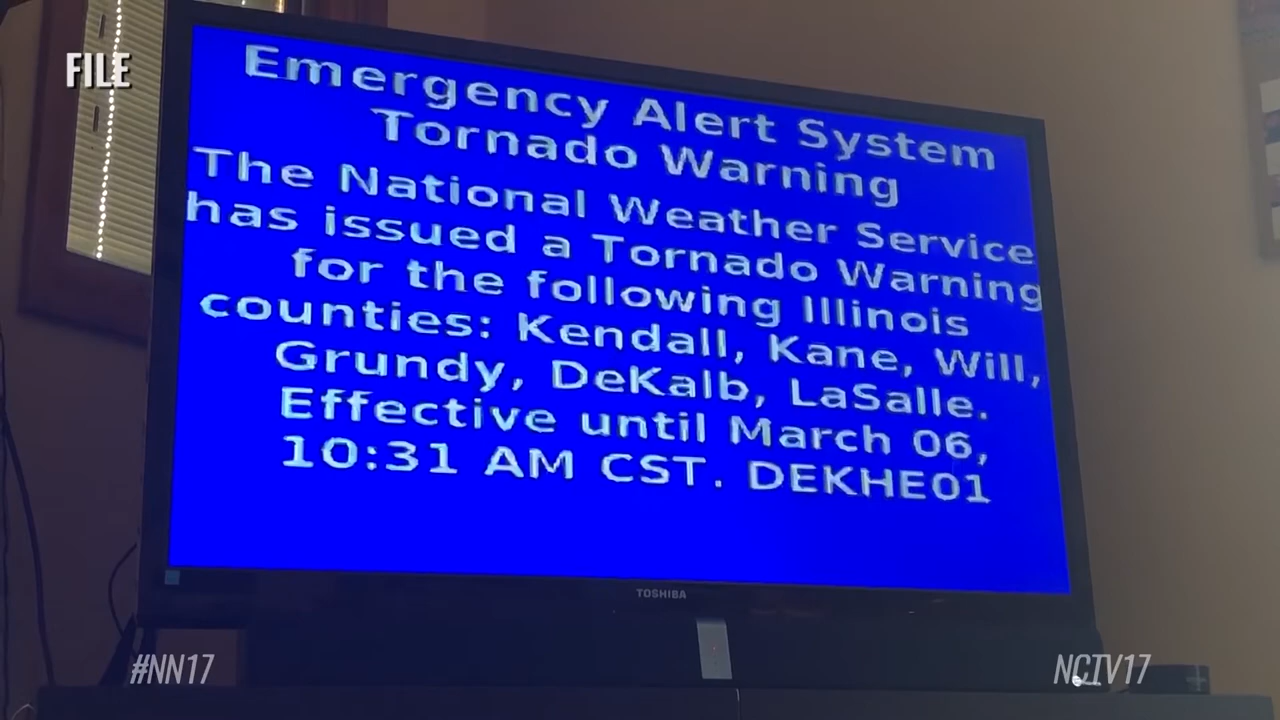 FILE
Emergency Alert System
Tornado Warning
The National Weather Service
has issued a Tornado Warning
for the following Illinois
counties: Kendall, Kane, Will,
Grundy, DeKalb, LaSalle.
Effective until March 06,
10:31 AM CST. DEKHE01
TOSHIBA
#NN17
NCTV17